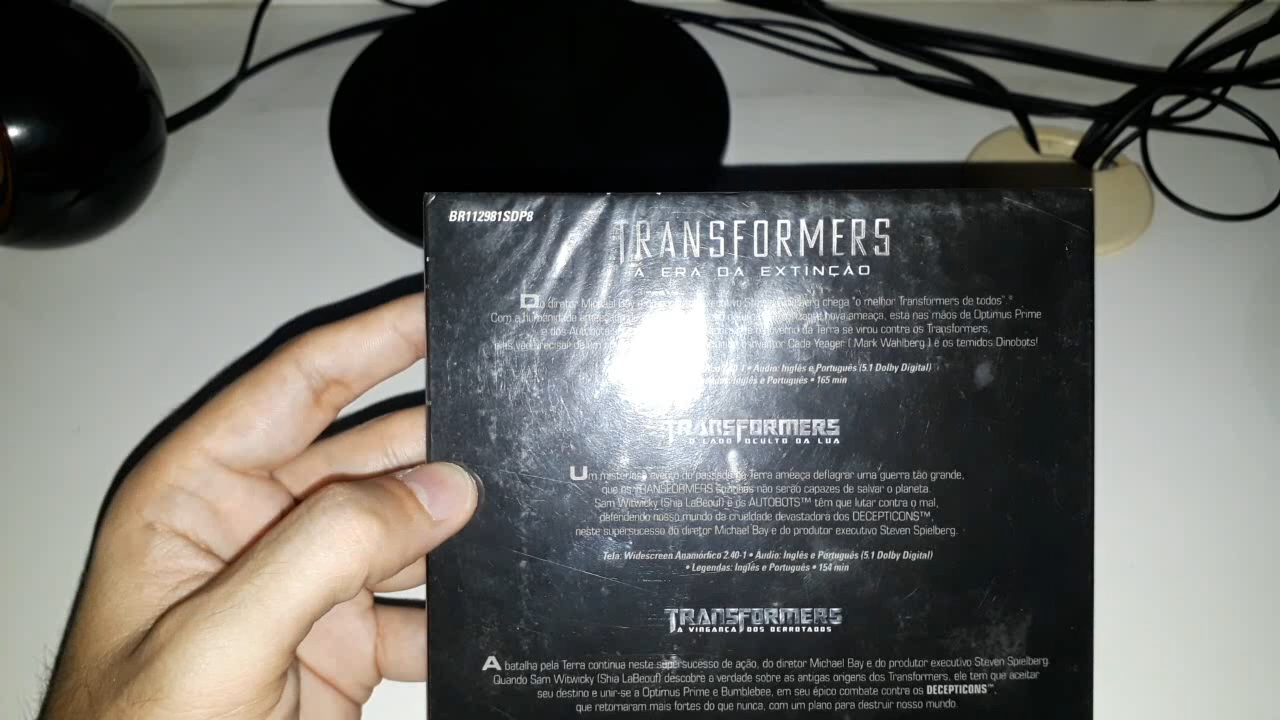 BR112981SDP8
TRANSFORMERS
A ERA DA EXTINÇÃO
Do diretor Michael Bay e chega "o melhor Transformers de todos".*
Com a humanidade nova ameaça, está nas mãos de Optimus Prime
e dos Autobots da Terra se virou contra os Transformers,
Cade Yeager ( Mark Wahlberg ) e os temidos Dinobots!
• Áudio: Inglês e Português (5.1 Dolby Digital)
Inglês e Português • 165 min
TRANSFORMERS
O LADO OCULTO DA LUA
Um misterioso evento do passado da Terra ameaça deflagrar uma guerra tão grande,
que os TRANSFORMERS sozinhos não serão capazes de salvar o planeta.
Sam Witwicky (Shia LaBeouf) e os AUTOBOTS™ têm que lutar contra o mal,
defendendo nosso mundo da crueldade devastadora dos DECEPTICONS™,
neste supersucesso do diretor Michael Bay e do produtor executivo Steven Spielberg.
Tela: Widescreen Anamórfico 2.40-1 • Áudio: Inglês e Português (5.1 Dolby Digital)
• Legendas: Inglês e Português • 154 min
TRANSFORMERS
A VINGANÇA DOS DERROTADOS
A batalha pela Terra continua neste supersucesso de ação, do diretor Michael Bay e do produtor executivo Steven Spielberg.
Quando Sam Witwicky (Shia LaBeouf) descobre a verdade sobre as antigas origens dos Transformers, ele tem que aceitar
seu destino e unir-se a Optimus Prime e Bumblebee, em seu épico combate contra os DECEPTICONS™,
que retornaram mais fortes do que nunca, com um plano para destruir nosso mundo.